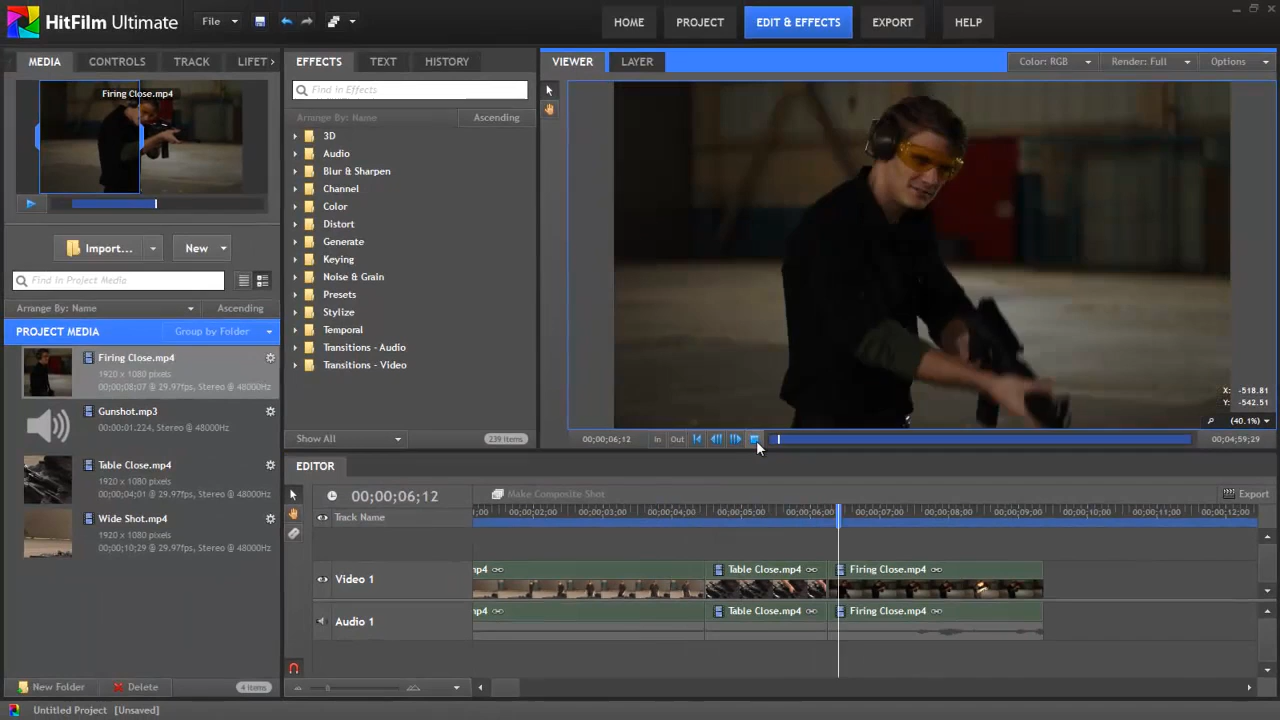 HitFilm Ultimate
File
HOME
PROJECT
EDIT & EFFECTS
EXPORT
HELP
MEDIA
CONTROLS
TRACK
LIFET
Firing Close.mp4
Import...
New
Find in Project Media
Arrange By: Name
Ascending
PROJECT MEDIA
Group by Folder
Firing Close.mp4
1920 x 1080 pixels
00;00;08;07 @ 29.97fps, Stereo @ 48000Hz
Gunshot.mp3
00:00:01.224, Stereo @ 48000Hz
Table Close.mp4
1920 x 1080 pixels
00;00;04;01 @ 29.97fps, Stereo @ 48000Hz
Wide Shot.mp4
1920 x 1080 pixels
00;00;10;29 @ 29.97fps, Stereo @ 48000Hz
New Folder
Delete
4 items
EFFECTS
TEXT
HISTORY
Find in Effects
Arrange By: Name
Ascending
3D
Audio
Blur & Sharpen
Channel
Color
Distort
Generate
Keying
Noise & Grain
Presets
Stylize
Temporal
Transitions - Audio
Transitions - Video
Show All
239 items
VIEWER
LAYER
Color: RGB
Render: Full
Options
X: -518.81
Y: -542.51
(40.1%)
00;00;06;12
In
Out
00;04;59;29
EDITOR
00;00;06;12
Make Composite Shot
Export
Track Name
;00
00;00;02;00
00;00;03;00
00;00;04;00
00;00;05;00
00;00;06;00
00;00;07;00
00;00;08;00
00;00;09;00
00;00;10;00
00;00;11;00
00;00;12;00
Video 1
p4
Table Close.mp4
Firing Close.mp4
Audio 1
p4
Table Close.mp4
Firing Close.mp4
Untitled Project [Unsaved]